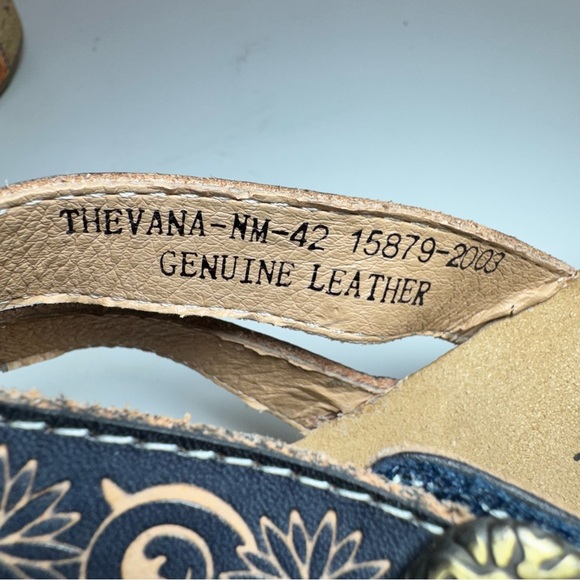 THEVANA-NM-42 15879-2003
GENUINE LEATHER